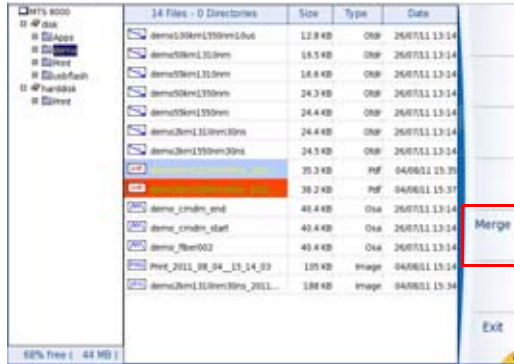 MTS 8000
disk
Apps
demo
Print
usbflash
harddisk
Print
68% free ( 44 MB )
14 Files - 0 Directories Size Type Date
demo100km1550nm10us 12.8 KB Otdr 26/07/11 13:14
demo50km1310nm 16.5 KB Otdr 26/07/11 13:14
demo55km1310nm 16.6 KB Otdr 26/07/11 13:14
demo50km1550nm 24.3 KB Otdr 26/07/11 13:14
demo55km1550nm 24.4 KB Otdr 26/07/11 13:14
demo2km1310nm30ns 24.4 KB Otdr 26/07/11 13:14
demo2km1550nm30ns 24.5 KB Otdr 26/07/11 13:14
35.3 KB Pdf 04/08/11 15:35
38.2 KB Pdf 04/08/11 15:37
demo_cmdm_end 40.4 KB Osa 26/07/11 13:14
demo_cmdm_start 40.4 KB Osa 26/07/11 13:14
demo_fiber002 40.4 KB Osa 26/07/11 13:14
Print_2011_08_04__15_14_03 105 KB Image 04/08/11 15:14
demo2km1310nm30ns_2011... 188 KB Image 04/08/11 15:34
Merge
Exit